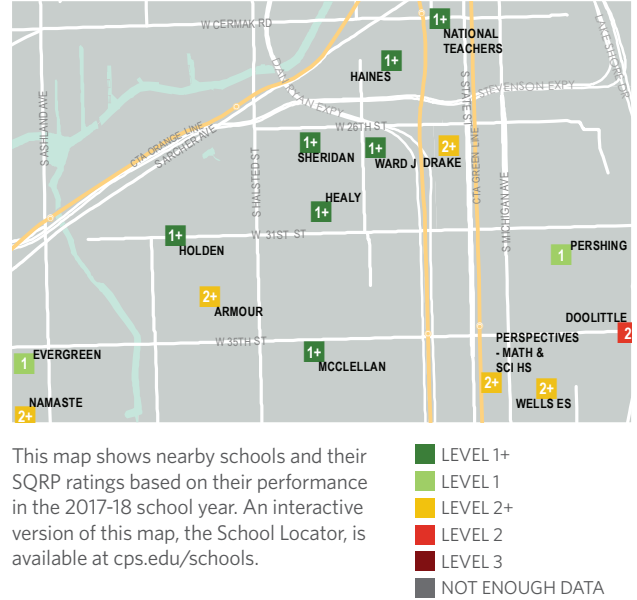 W CERMAK RD
1+
NATIONAL
TEACHERS
LAKE SHORE DR
1+
HAINES
DAN RYAN EXPY
S STATE ST
STEVENSON EXPY
S ASHLAND AVE
CTA ORANGE LINE
S ARCHER AVE
W 26TH ST
1+
SHERIDAN
1+
WARD J
2+
DRAKE
S HALSTED ST
CTA GREEN LINE
S MICHIGAN AVE
HEALY
1+
W 31ST ST
1+
HOLDEN
PERSHING
1
2+
ARMOUR
DOOLITTLE
2
W 35TH ST
PERSPECTIVES
- MATH &
SCI HS
2+
EVERGREEN
1
1+
MCCLELLAN
2+
WELLS ES
NAMASTE
2+
This map shows nearby schools and their
SQRP ratings based on their performance
in the 2017-18 school year. An interactive
version of this map, the School Locator, is
available at cps.edu/schools.
LEVEL 1+
LEVEL 1
LEVEL 2+
LEVEL 2
LEVEL 3
NOT ENOUGH DATA